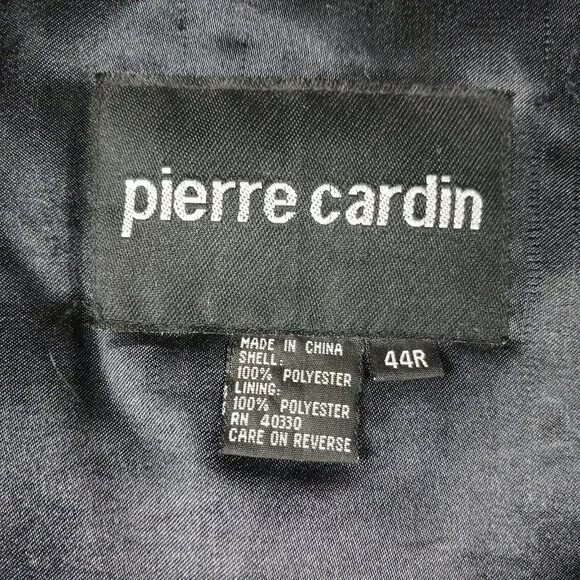 pierre cardin
MADE IN CHINA
SHELL:
100% POLYESTER
LINING:
100% POLYESTER
RN 40330
CARE ON REVERSE
44R